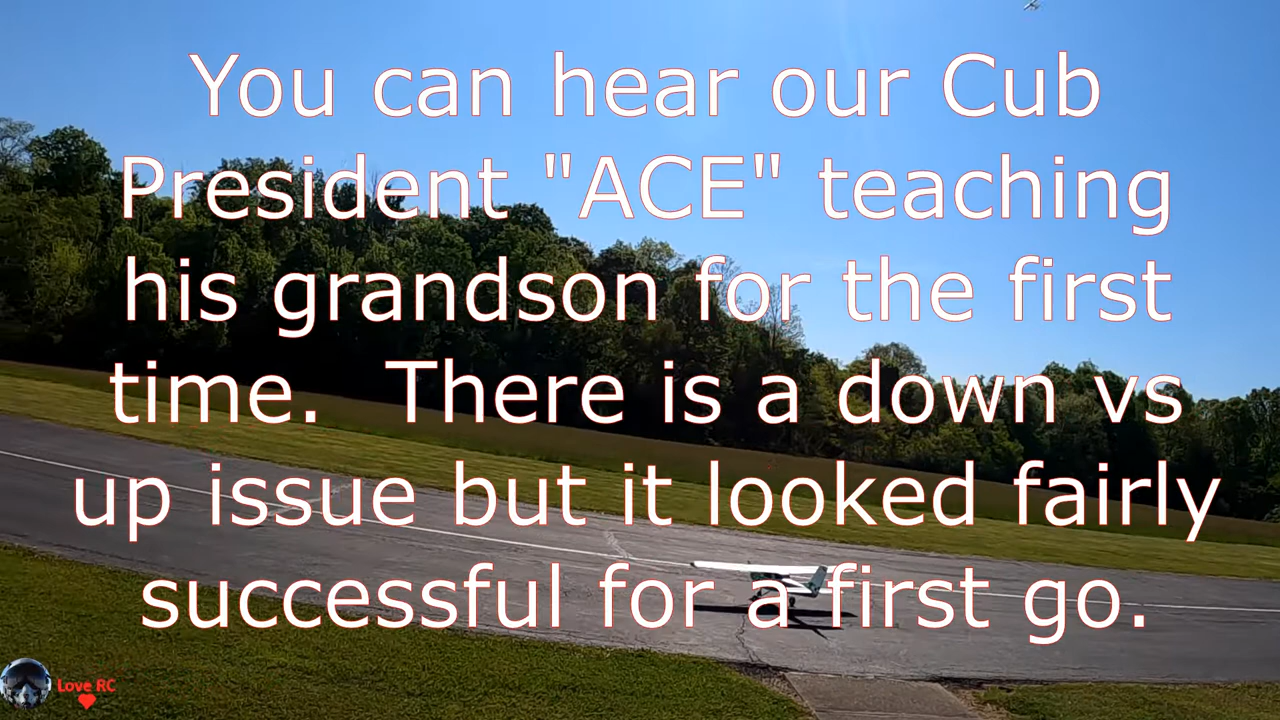 You can hear our Cub
President "ACE" teaching
his grandson for the first
time.  There is a down vs
up issue but it looked fairly
successful for a first go.
Love RC